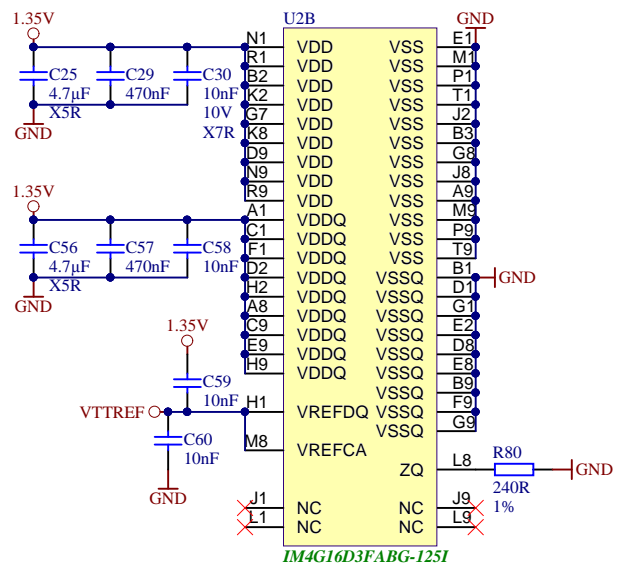 1.35V
U2B
GND
N1 VDD VSS E1
R1 VDD VSS M1
C25 C29 C30 B2 VDD VSS P1
4.7µF 470nF 10nF K2 VDD VSS T1
X5R 10V G7 VDD VSS J2
GND X7R K8 VDD VSS B3
D9 VDD VSS G8
N9 VDD VSS J8
R9 VDD VSS A9
1.35V A1 VDDQ VSS M9
C1 VDDQ VSS P9
C56 C57 C58 F1 VDDQ VSS T9
4.7µF 470nF 10nF D2 VDDQ VSSQ B1 GND
X5R H2 VDDQ VSSQ D1
GND A8 VDDQ VSSQ G1
1.35V C9 VDDQ VSSQ E2
E9 VDDQ VSSQ D8
H9 VDDQ VSSQ E8
C59 VSSQ B9
10nF
VTTREF H1 VREFDQ VSSQ F9
VSSQ G9
C60 M8 VREFCA
10nF ZQ L8 R80 GND
240R
GND 1%
J1 NC NC J9
L1 NC NC L9
IM4G16D3FABG-125I